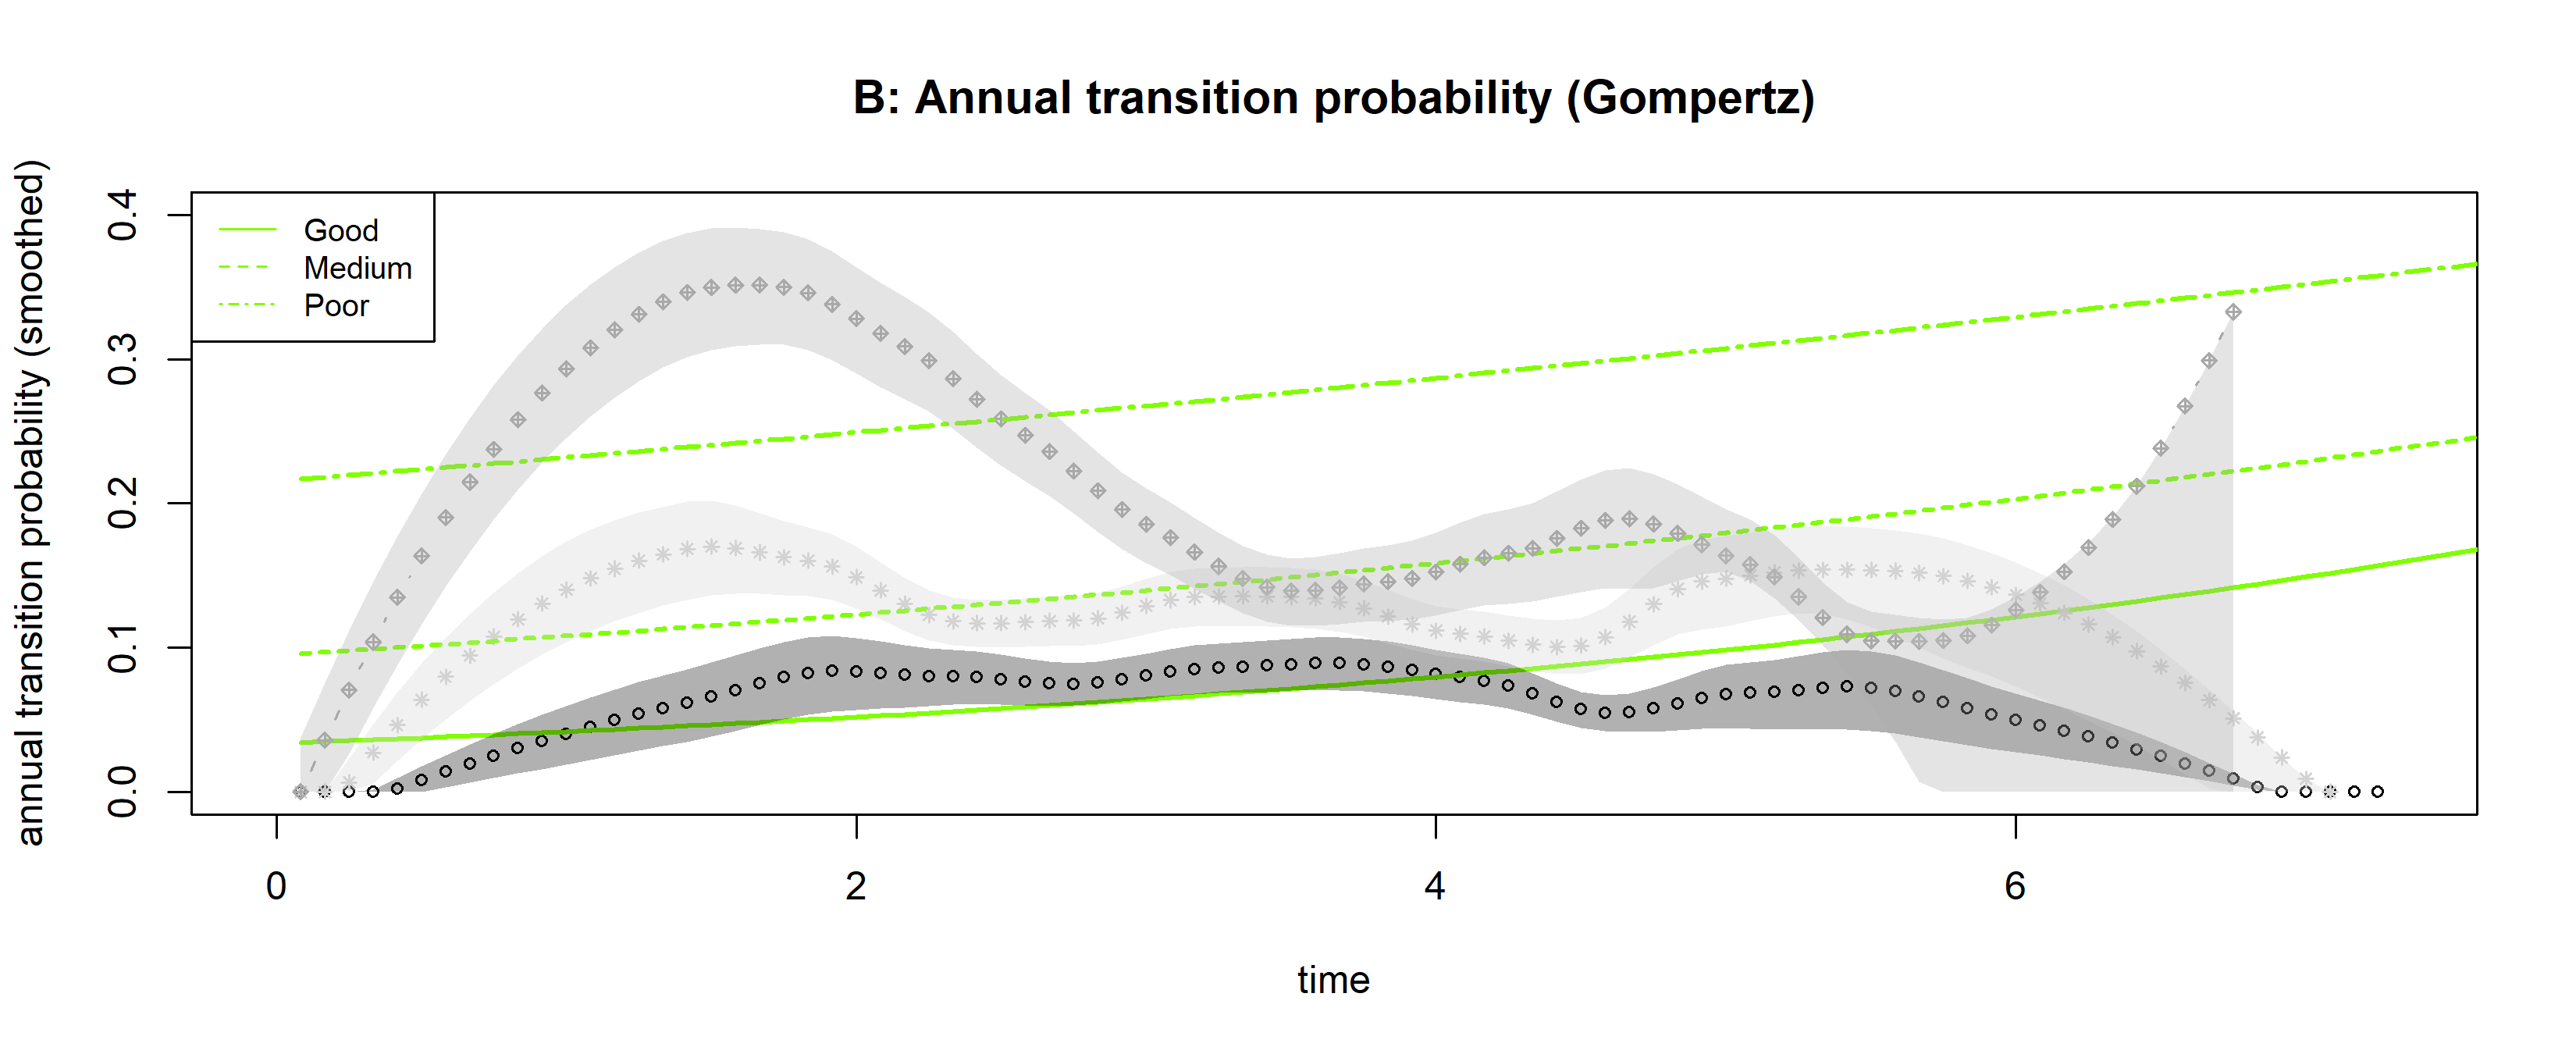 B: Annual transition probability (Gompertz)
annual transition probability (smoothed)
0.4
0.3
0.2
0.1
0.0
Good
Medium
Poor
0 2 4 6
time